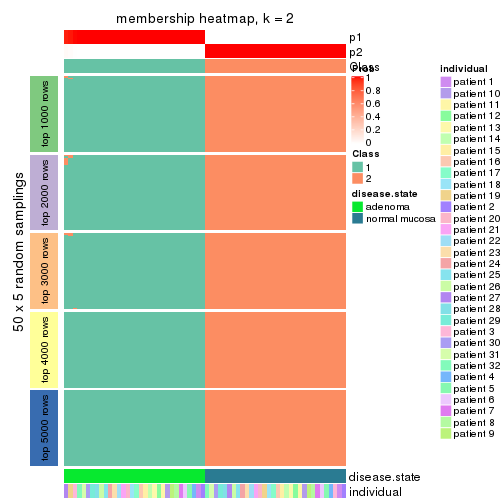 membership heatmap, k = 2
p1
p2
Class
50 x 5 random samplings
top 1000 rows
top 2000 rows
top 3000 rows
top 4000 rows
top 5000 rows
disease.state
individual
Prob
1
0.8
0.6
0.4
0.2
0
Class
1
2
disease.state
adenoma
normal mucosa
individual
patient 1
patient 10
patient 11
patient 12
patient 13
patient 14
patient 15
patient 16
patient 17
patient 18
patient 19
patient 2
patient 20
patient 21
patient 22
patient 23
patient 24
patient 25
patient 26
patient 27
patient 28
patient 29
patient 3
patient 30
patient 31
patient 32
patient 4
patient 5
patient 6
patient 7
patient 8
patient 9